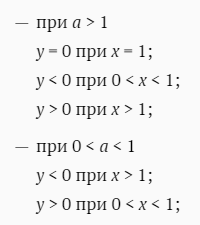 — при a > 1
y = 0 при x = 1;
y < 0 при 0 < x < 1;
y > 0 при x > 1;
— при 0 < a < 1
y < 0 при x > 1;
y > 0 при 0 < x < 1;